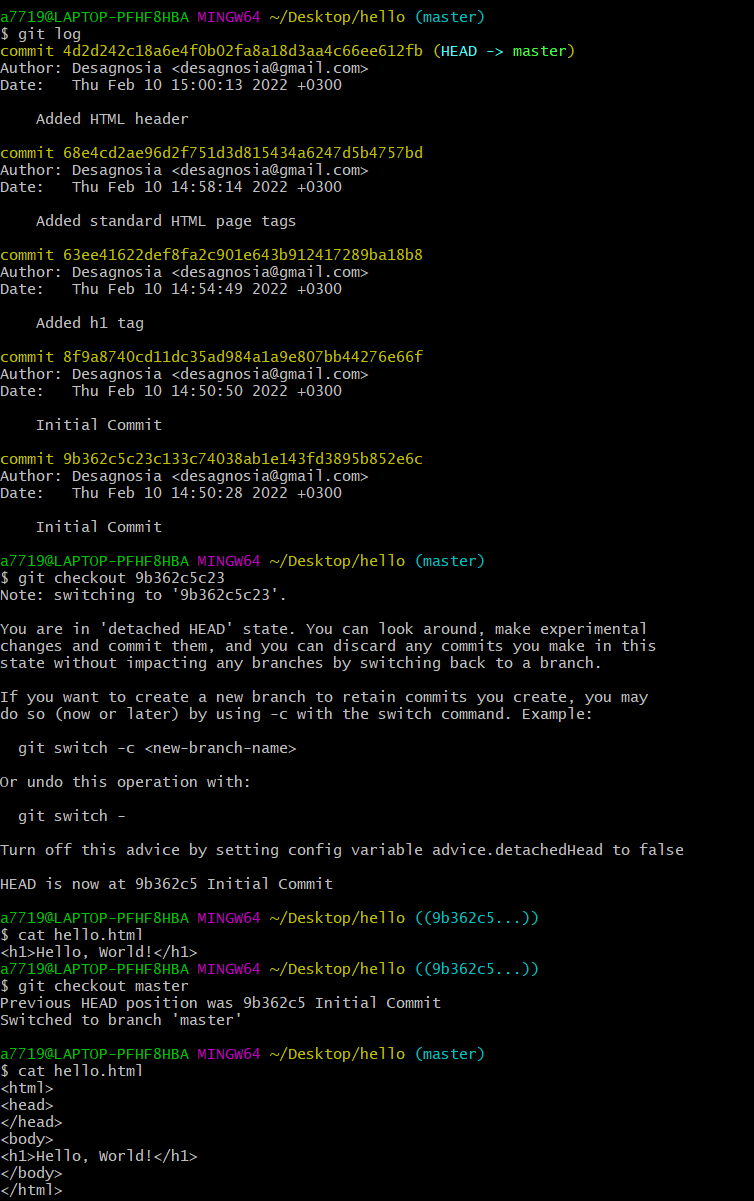 a7719@LAPTOP-PFHF8HBA MINGW64 ~/Desktop/hello (master)
$ git log
commit 4d2d242c18a6e4f0b02fa8a18d3aa4c66ee612fb (HEAD -> master)
Author: Desagnosia <desagnosia@gmail.com>
Date:   Thu Feb 10 15:00:13 2022 +0300

    Added HTML header

commit 68e4cd2ae96d2f751d3d815434a6247d5b4757bd
Author: Desagnosia <desagnosia@gmail.com>
Date:   Thu Feb 10 14:58:14 2022 +0300

    Added standard HTML page tags

commit 63ee41622def8fa2c901e643b912417289ba18b8
Author: Desagnosia <desagnosia@gmail.com>
Date:   Thu Feb 10 14:54:49 2022 +0300

    Added h1 tag

commit 8f9a8740cd11dc35ad984a1a9e807bb44276e66f
Author: Desagnosia <desagnosia@gmail.com>
Date:   Thu Feb 10 14:50:50 2022 +0300

    Initial Commit

commit 9b362c5c23c133c74038ab1e143fd3895b852e6c
Author: Desagnosia <desagnosia@gmail.com>
Date:   Thu Feb 10 14:50:28 2022 +0300

    Initial Commit

a7719@LAPTOP-PFHF8HBA MINGW64 ~/Desktop/hello (master)
$ git checkout 9b362c5c23
Note: switching to '9b362c5c23'.

You are in 'detached HEAD' state. You can look around, make experimental
changes and commit them, and you can discard any commits you make in this
state without impacting any branches by switching back to a branch.

If you want to create a new branch to retain commits you create, you may
do so (now or later) by using -c with the switch command. Example:

  git switch -c <new-branch-name>

Or undo this operation with:

  git switch -

Turn off this advice by setting config variable advice.detachedHead to false

HEAD is now at 9b362c5 Initial Commit

a7719@LAPTOP-PFHF8HBA MINGW64 ~/Desktop/hello ((9b362c5...))
$ cat hello.html
<h1>Hello, World!</h1>
a7719@LAPTOP-PFHF8HBA MINGW64 ~/Desktop/hello ((9b362c5...))
$ git checkout master
Previous HEAD position was 9b362c5 Initial Commit
Switched to branch 'master'

a7719@LAPTOP-PFHF8HBA MINGW64 ~/Desktop/hello (master)
$ cat hello.html
<html>
<head>
</head>
<body>
<h1>Hello, World!</h1>
</body>
</html>